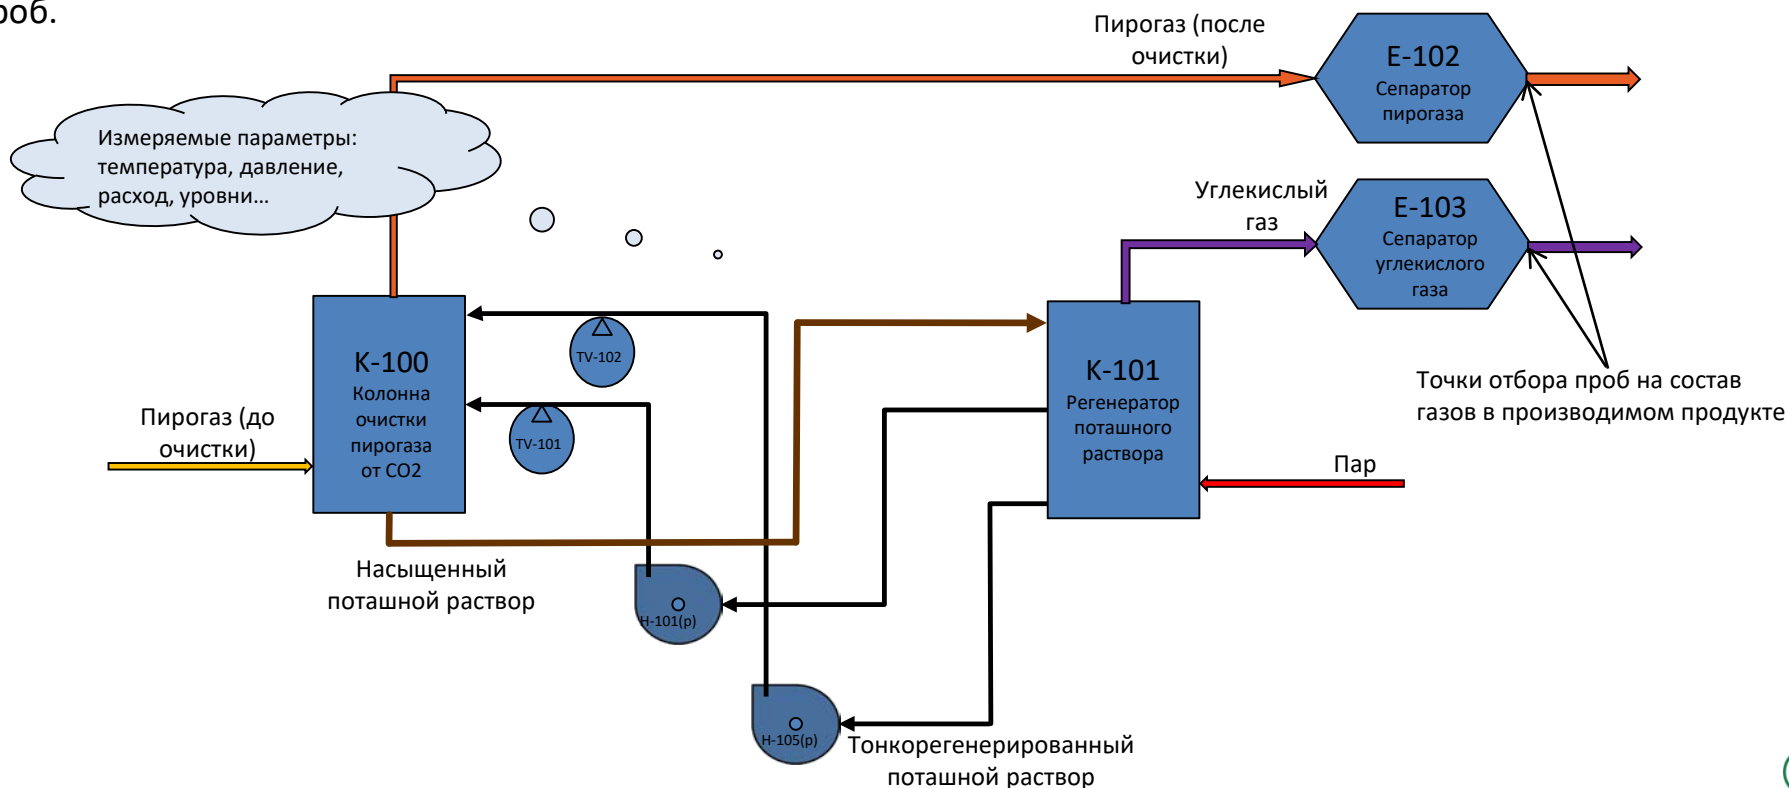 роб.
Пирогаз (после
очистки)
E-102
Сепаратор
пирогаза
Измеряемые параметры:
температура, давление,
расход, уровни...
Углекислый
газ
E-103
Сепаратор
углекислого
газа
K-100
Колонна
очистки
пирогаза
от CO2
TV-102
TV-101
K-101
Регенератор
поташного
раствора
Точки отбора проб на состав
газов в производимом продукте
Пирогаз (до
очистки)
Пар
Насыщенный
поташной раствор
Н-101(р)
Н-105(р)
Тонкорегенерированный
поташной раствор